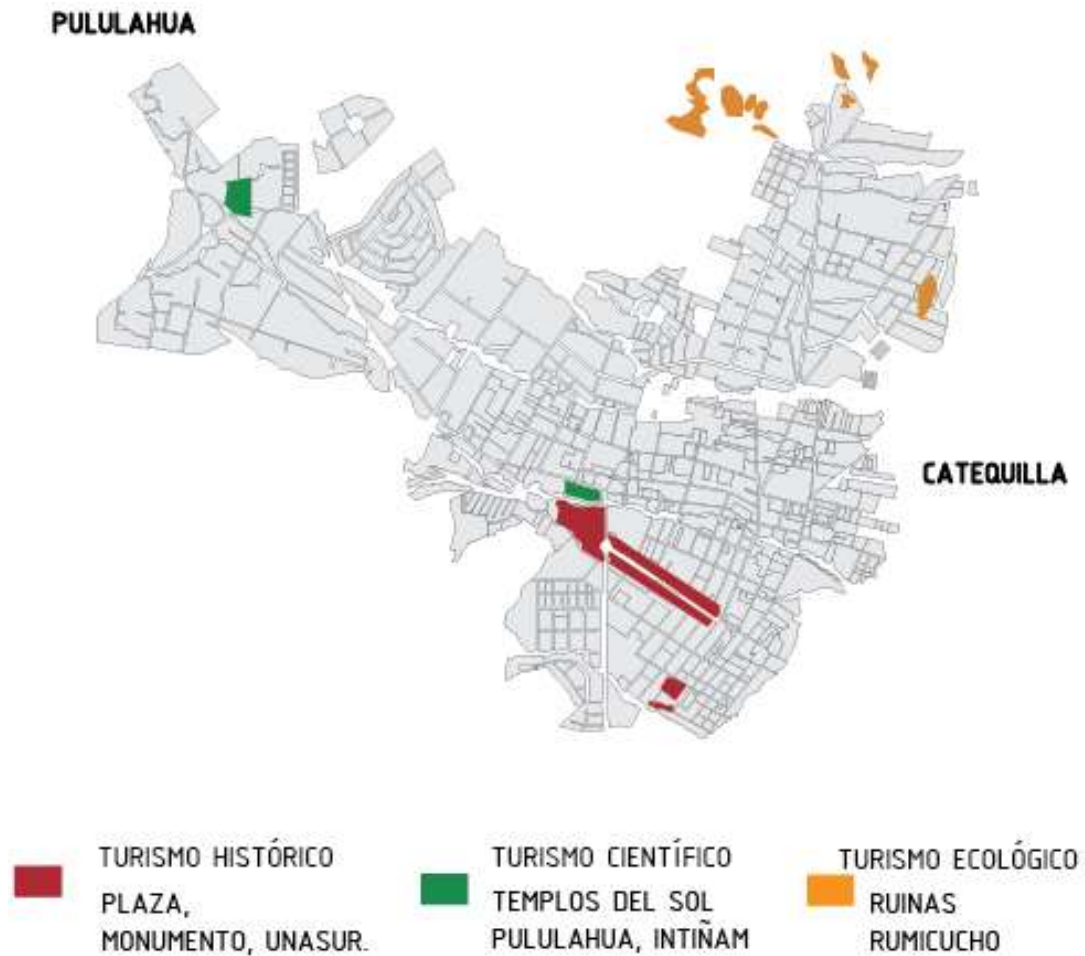 PULULAHUA
CATEQUILLA
TURISMO HISTÓRICO
PLAZA,
MONUMENTO, UNASUR.
TURISMO CIENTÍFICO
TEMPLOS DEL SOL
PULULAHUA, INTIÑAM
TURISMO ECOLÓGICO
RUINAS
RUMICUCHO